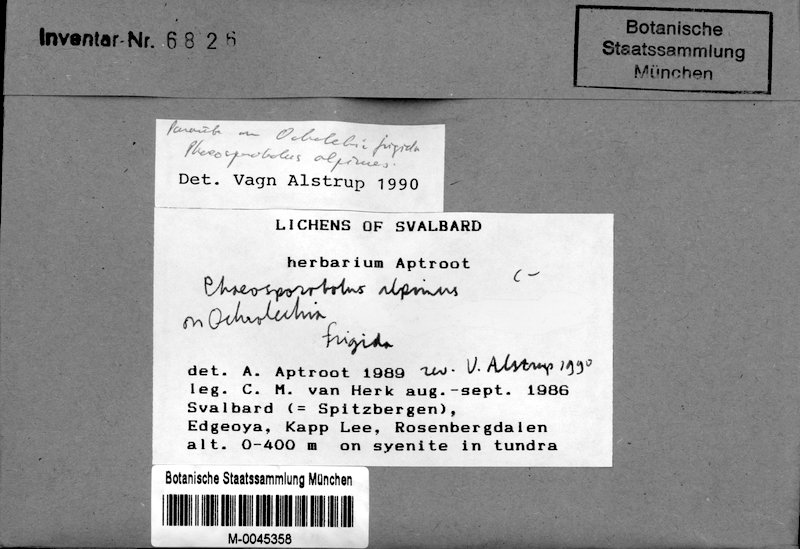 Inventar-Nr. 6826
Botanische
Staatssammlung
München
Parasite on Ochrolechia frigida
Phaeosporobolus alpinus.
Det. Vagn Alstrup 1990
LICHENS OF SVALBARD
herbarium Aptroot
Phaeosporobolus alpinus C-
on Ochrolechia
frigida
det. A. Aptroot 1989 rev. V. Alstrup 1990
leg. C. M. van Herk aug.-sept. 1986
Svalbard (= Spitzbergen),
Edgeoya, Kapp Lee, Rosenbergdalen
alt. 0-400 m on syenite in tundra
Botanische Staatssammlung München
M-0045358